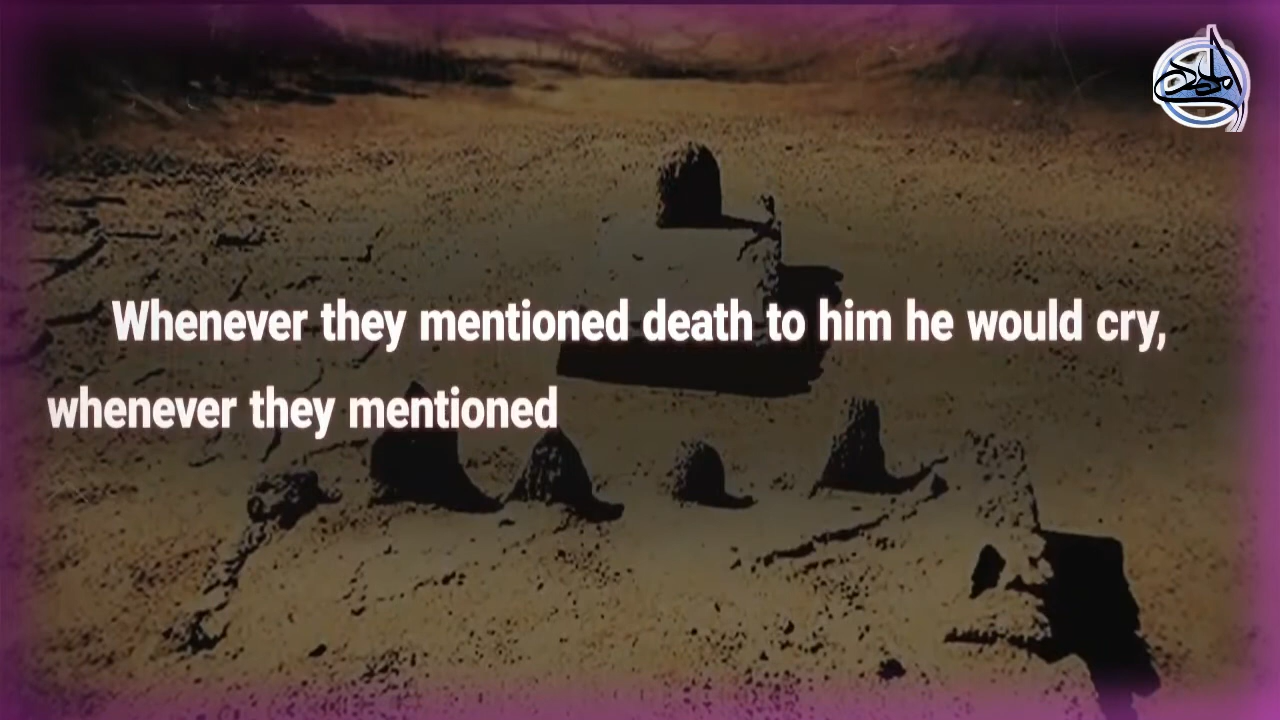 Whenever they mentioned death to him he would cry,
whenever they mentioned